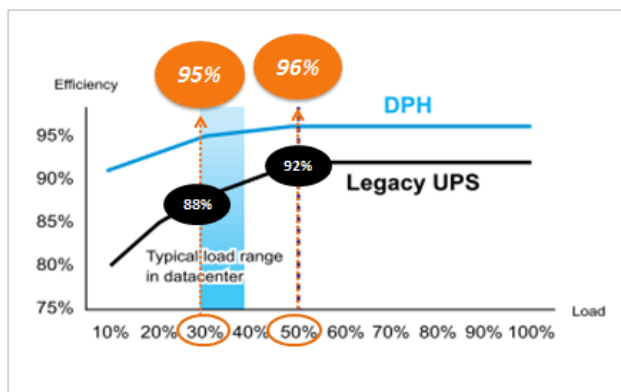 95%
96%
Efficiency
DPH
95%
92%
90%
Legacy UPS
88%
85%
80%
Typical load range
in datacenter
75%
Load
10% 20% 30% 40% 50% 60% 70% 80% 90% 100%